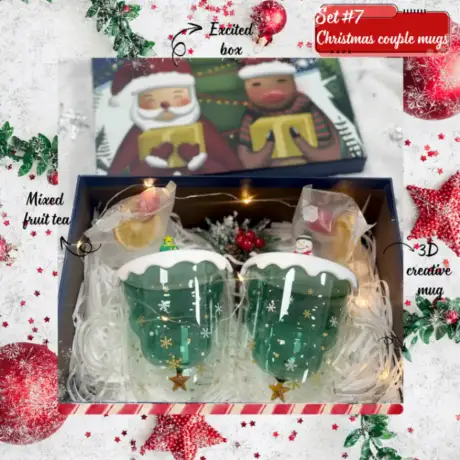 Set #7
Christmas couple mugs
Excited
box
Mixed
fruit tea
3D
creative
mug